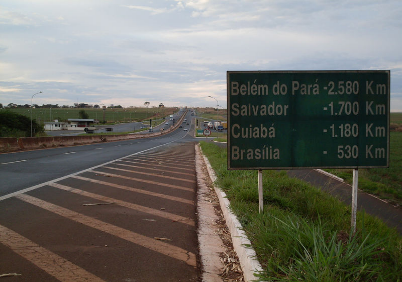 Belém do Pará -2.580 Km
Salvador -1.700 Km
Cuiabá -1.180 Km
Brasília - 530 Km